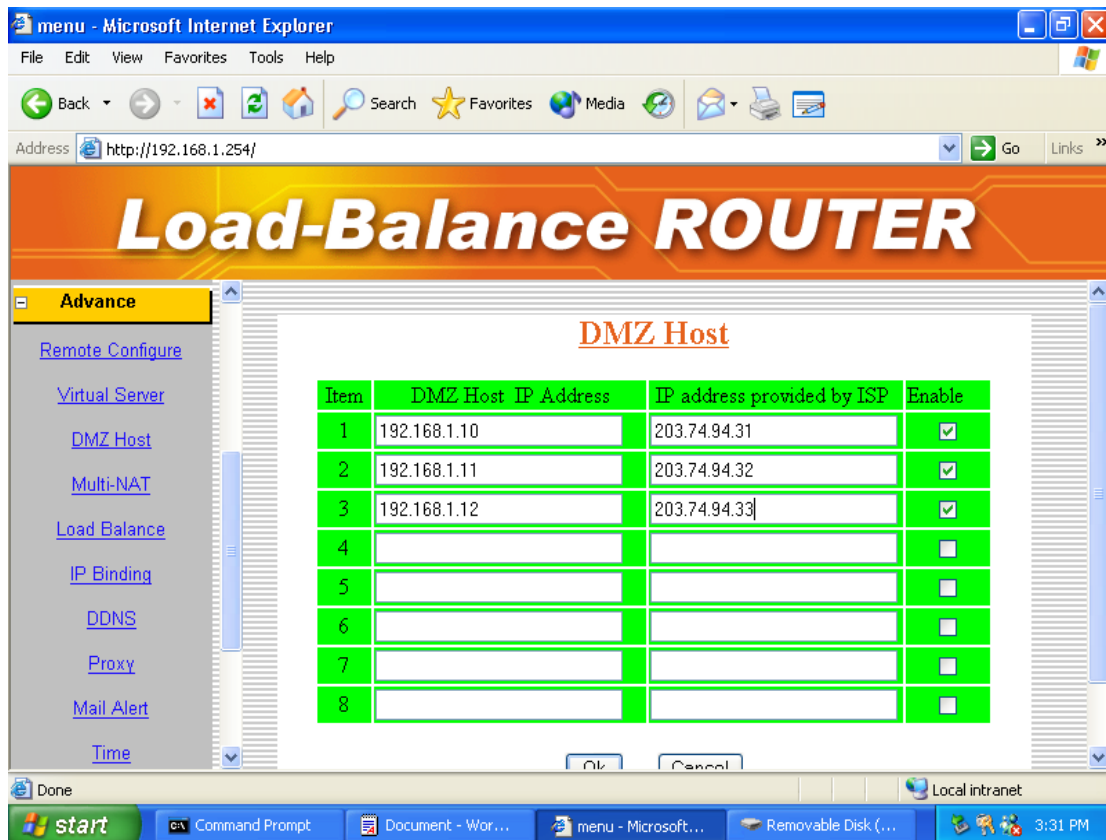 menu - Microsoft Internet Explorer
File Edit View Favorites Tools Help
Back Search Favorites Media
Address http://192.168.1.254/ Go Links »
Load-Balance ROUTER
Advance
Remote Configure
Virtual Server
DMZ Host
Multi-NAT
Load Balance
IP Binding
DDNS
Proxy
Mail Alert
Time
DMZ Host
Item DMZ Host IP Address IP address provided by ISP Enable
1 192.168.1.10 203.74.94.31
2 192.168.1.11 203.74.94.32
3 192.168.1.12 203.74.94.33
4
5
6
7
8
Ok Cancel
Done Local intranet
start Command Prompt Document - Wor... menu - Microsoft... Removable Disk (... 3:31 PM